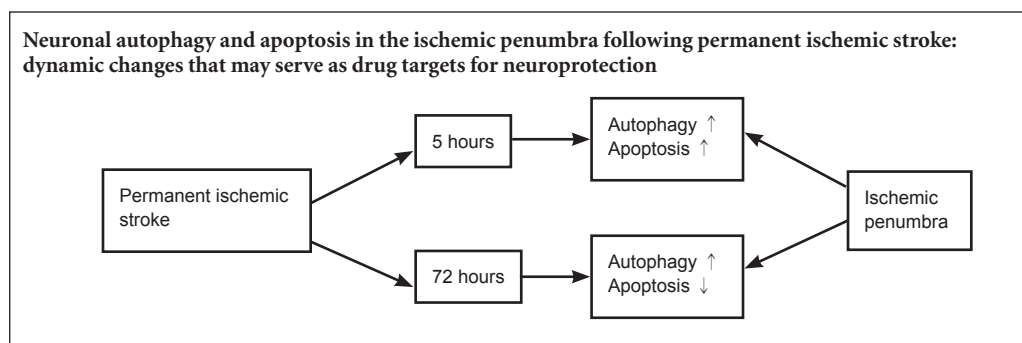 Neuronal autophagy and apoptosis in the ischemic penumbra following permanent ischemic stroke:
dynamic changes that may serve as drug targets for neuroprotection
Permanent ischemic
stroke
5 hours
Autophagy ↑
Apoptosis ↑
72 hours
Autophagy ↑
Apoptosis ↓
Ischemic
penumbra